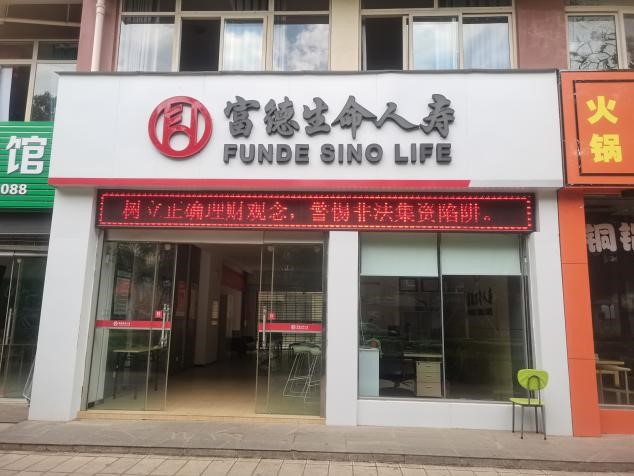 富德生命人寿
FUNDE SINO LIFE
树立正确理财观念，警惕非法集资陷阱。
馆
088
火
锅
铜